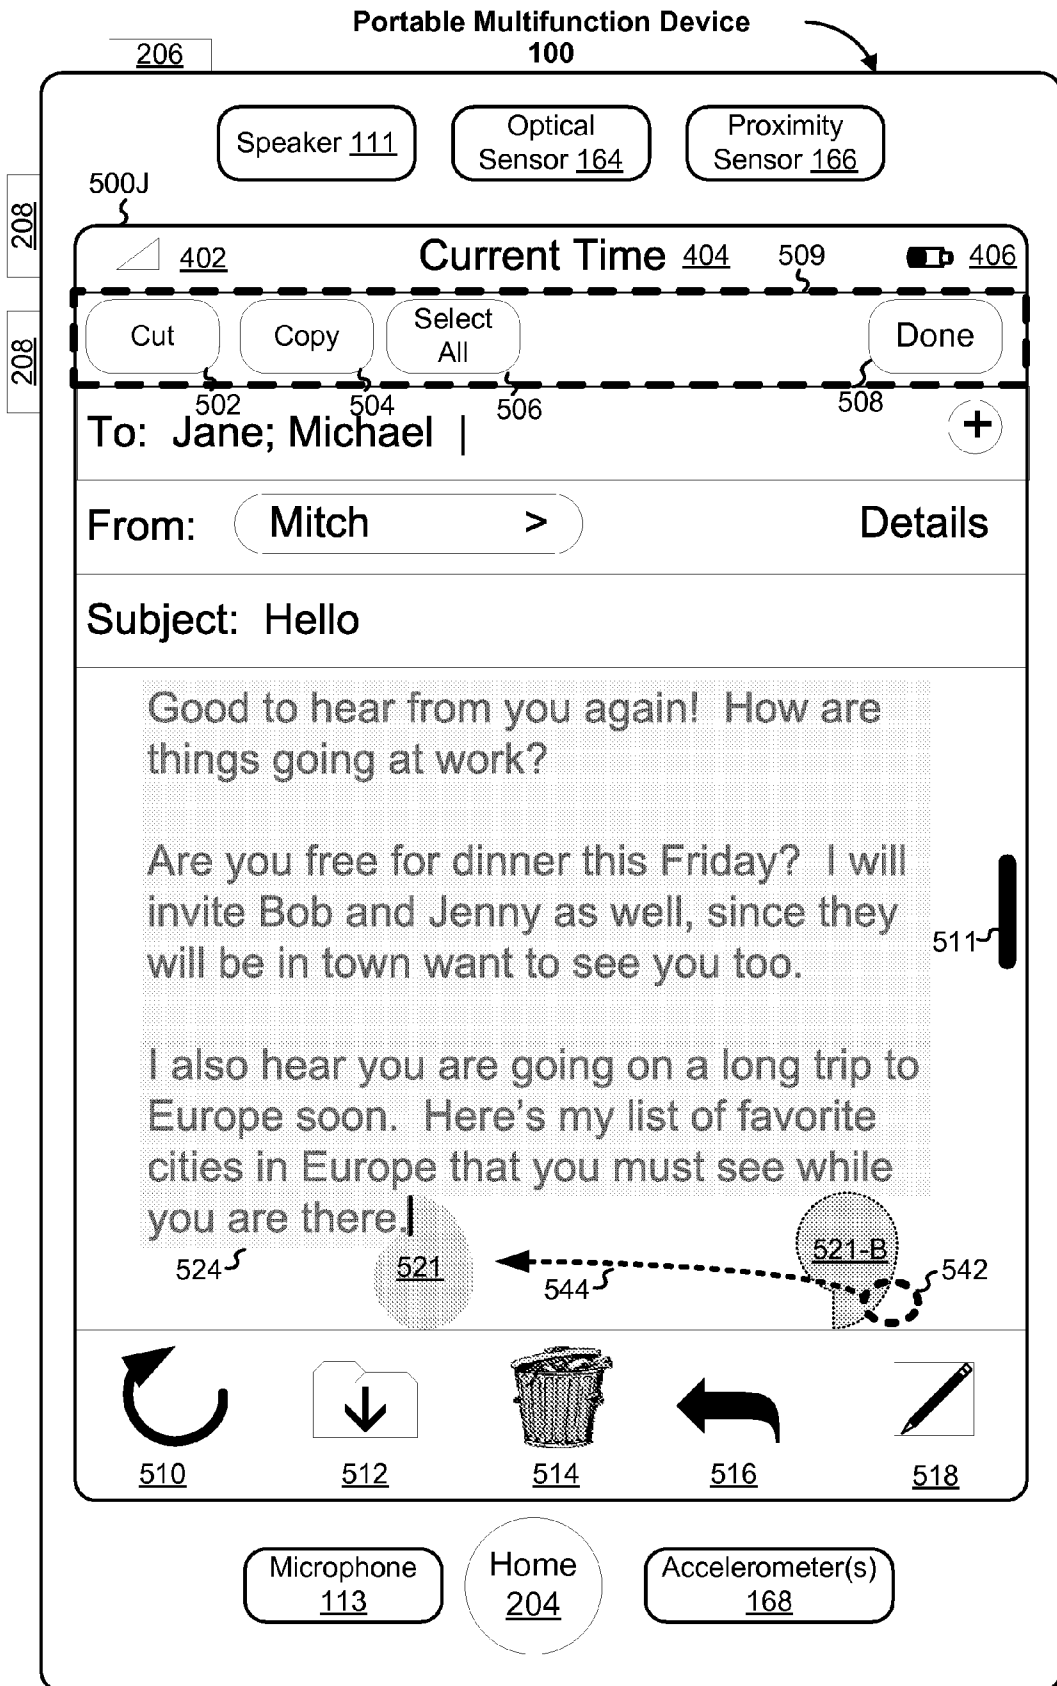 Portable Multifunction Device
100
206
Speaker 111
Optical
Sensor 164
Proximity
Sensor 166
208
500J
402
Current Time 404
509
406
208
Cut
Copy
Select
All
Done
502
504
506
508
To: Jane; Michael |
+
From: Mitch >
Details
Subject: Hello
Good to hear from you again! How are
things going at work?
Are you free for dinner this Friday? I will
invite Bob and Jenny as well, since they
will be in town want to see you too.
511
I also hear you are going on a long trip to
Europe soon. Here's my list of favorite
cities in Europe that you must see while
you are there.
524
521
544
521-B
542
510
512
514
516
518
Microphone
113
Home
204
Accelerometer(s)
168